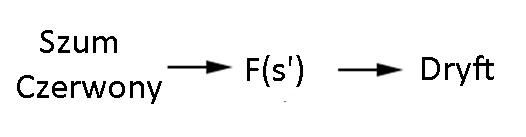 Szum
Czerwony → F(s') → Dryft